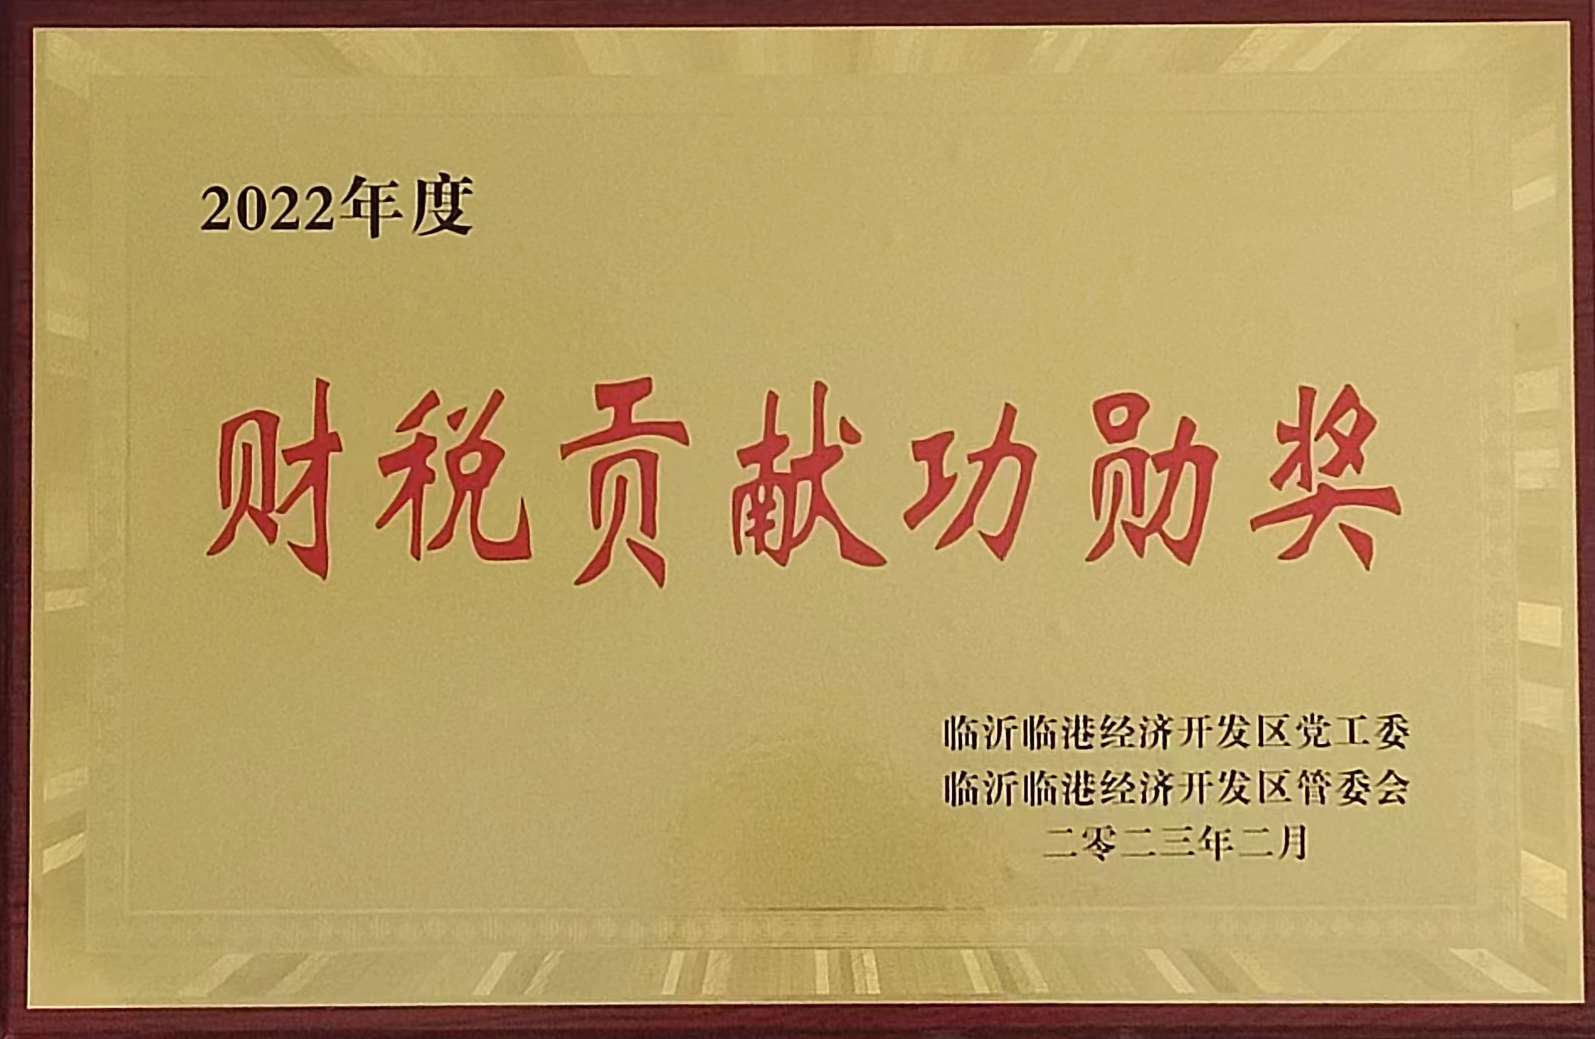 2022年度
财税贡献功勋奖
临沂临港经济开发区党工委
临沂临港经济开发区管委会
二零二三年二月